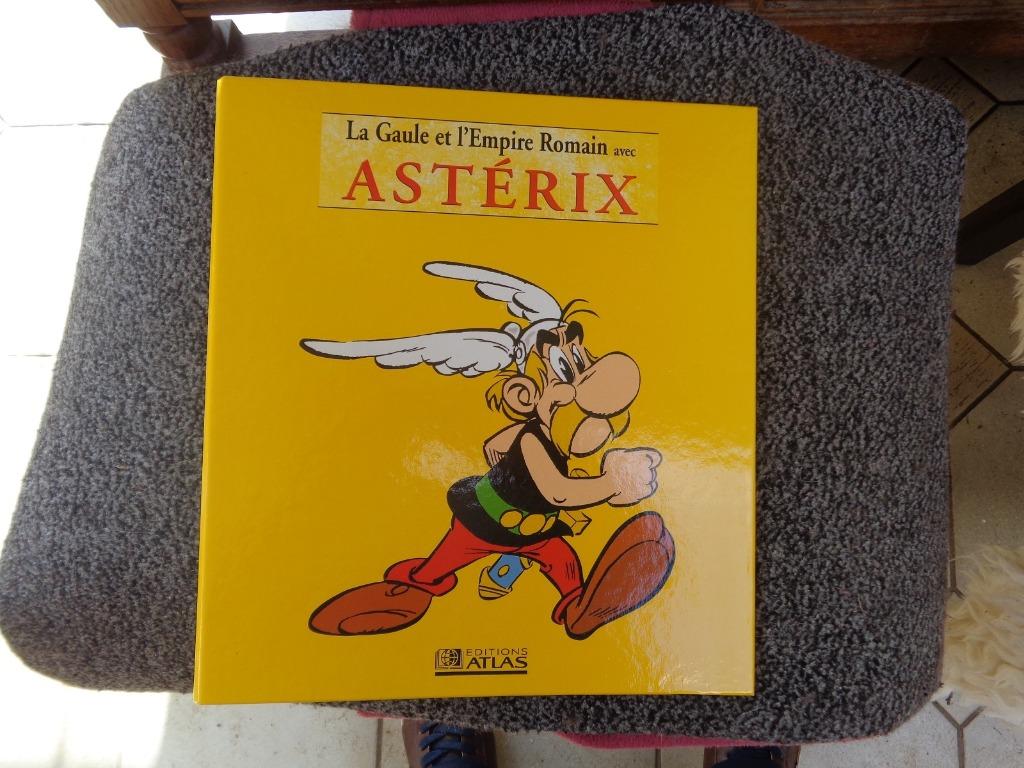 La Gaule et l'Empire Romain avec
ASTÉRIX
EDITIONS
ATLAS